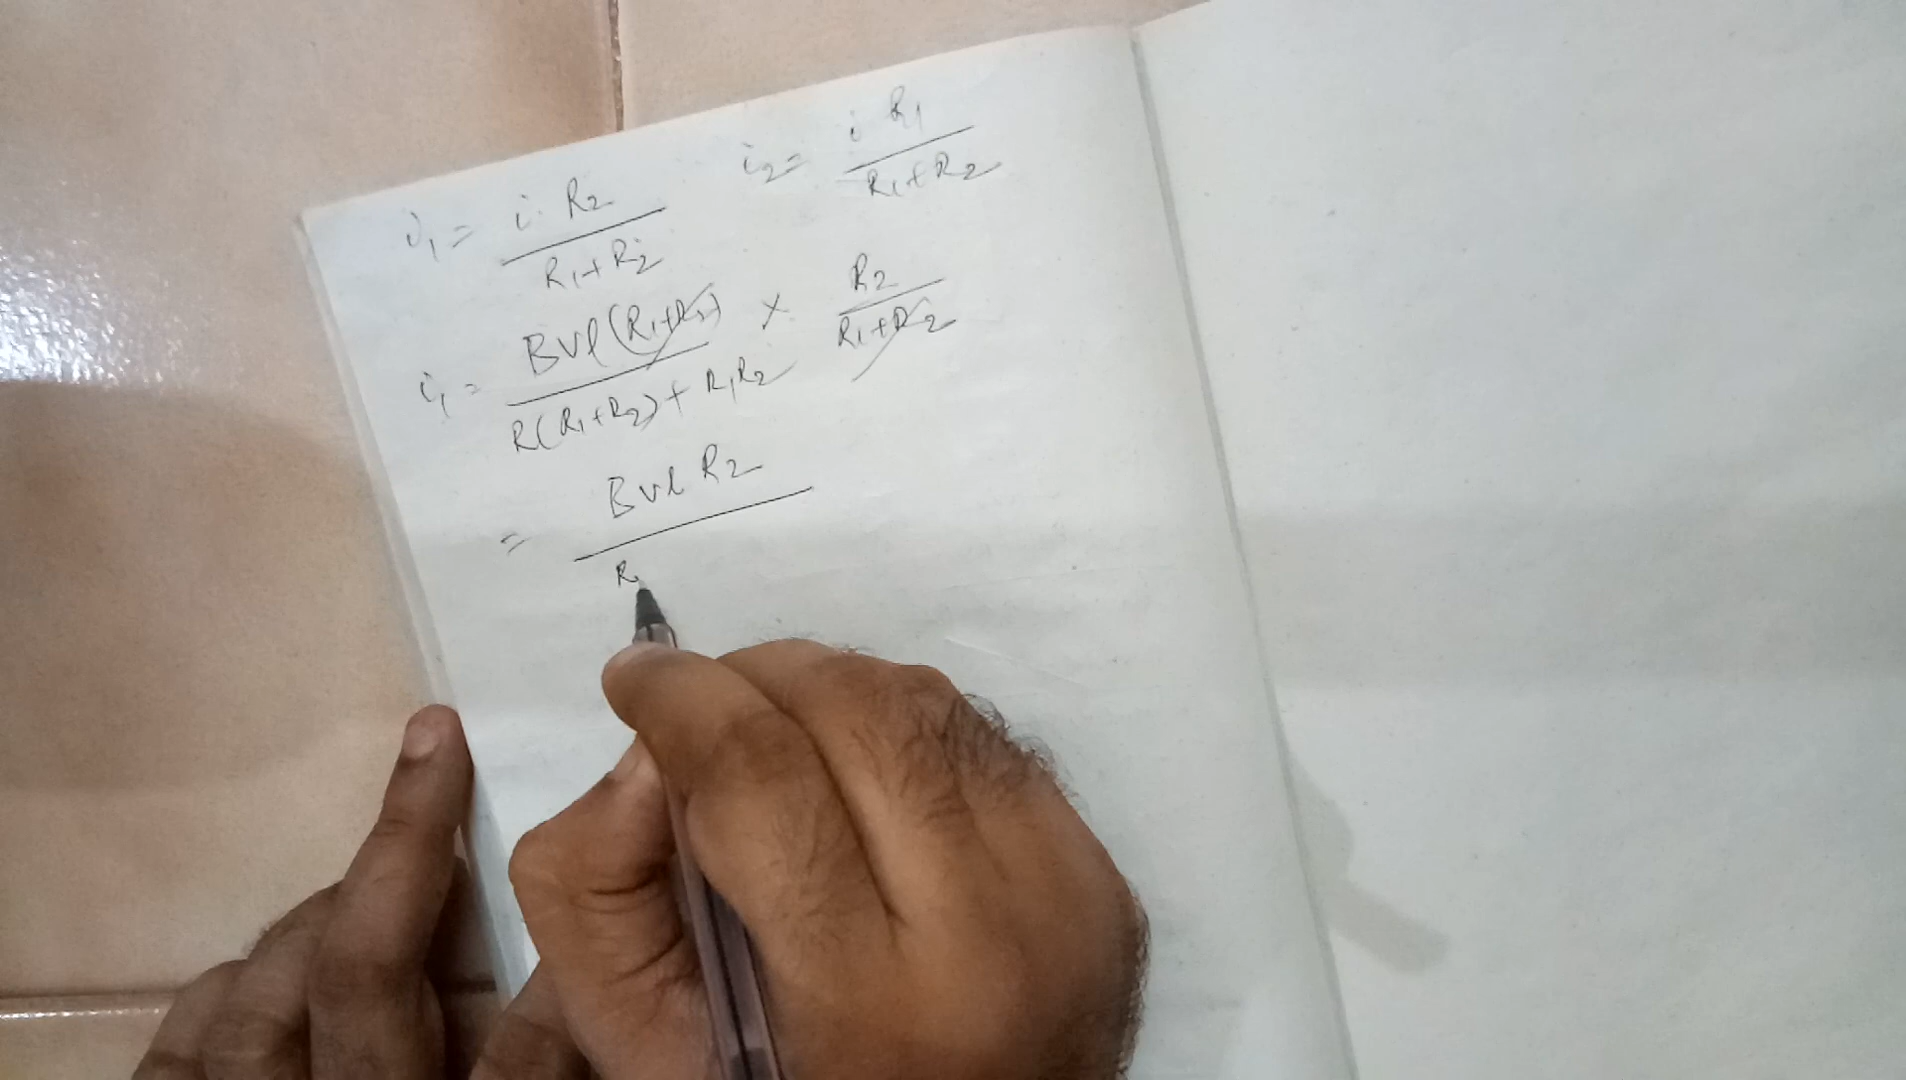 i₁ = i R₂ / (R₁+R₂)   i₂ = i R₁ / (R₁+R₂)
i₁ = Bvl(R₁+R₂) / (R(R₁+R₂)+R₁R₂) × R₂ / (R₁+R₂)
= BvlR₂ / R